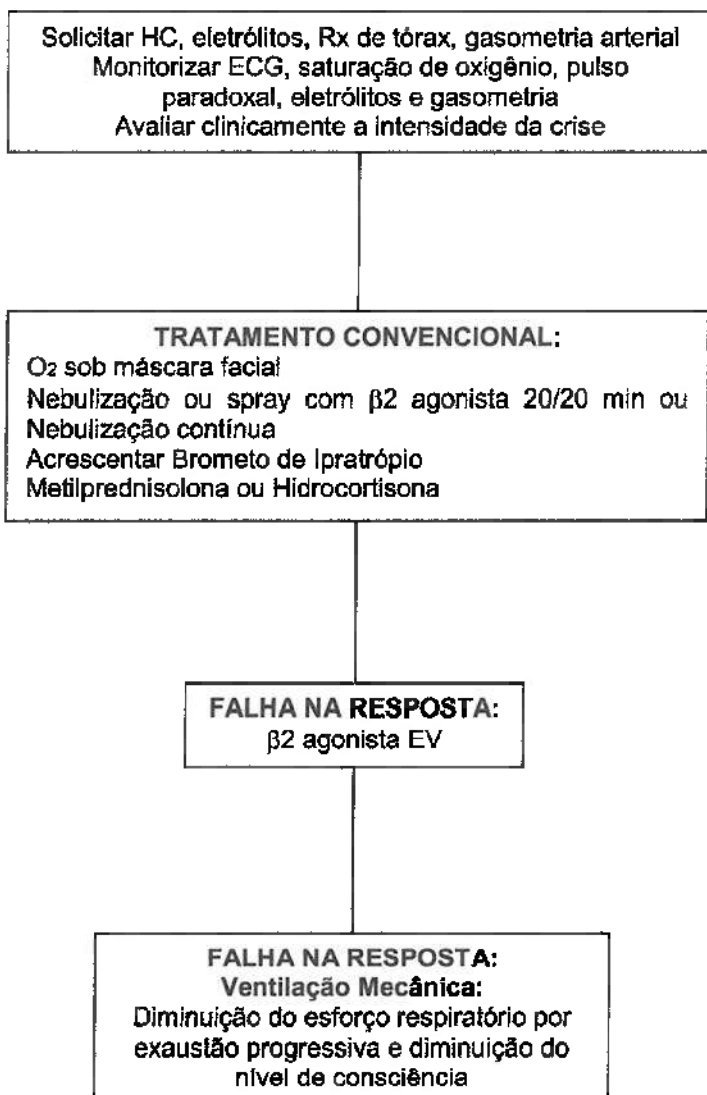 Solicitar HC, eletrólitos, Rx de tórax, gasometria arterial
Monitorizar ECG, saturação de oxigênio, pulso
paradoxal, eletrólitos e gasometria
Avaliar clinicamente a intensidade da crise
TRATAMENTO CONVENCIONAL:
O2 sob máscara facial
Nebulização ou spray com β2 agonista 20/20 min ou
Nebulização contínua
Acrescentar Brometo de Ipratrópio
Metilprednisolona ou Hidrocortisona
FALHA NA RESPOSTA:
β2 agonista EV
FALHA NA RESPOSTA:
Ventilação Mecânica:
Diminuição do esforço respiratório por
exaustão progressiva e diminuição do
nível de consciência